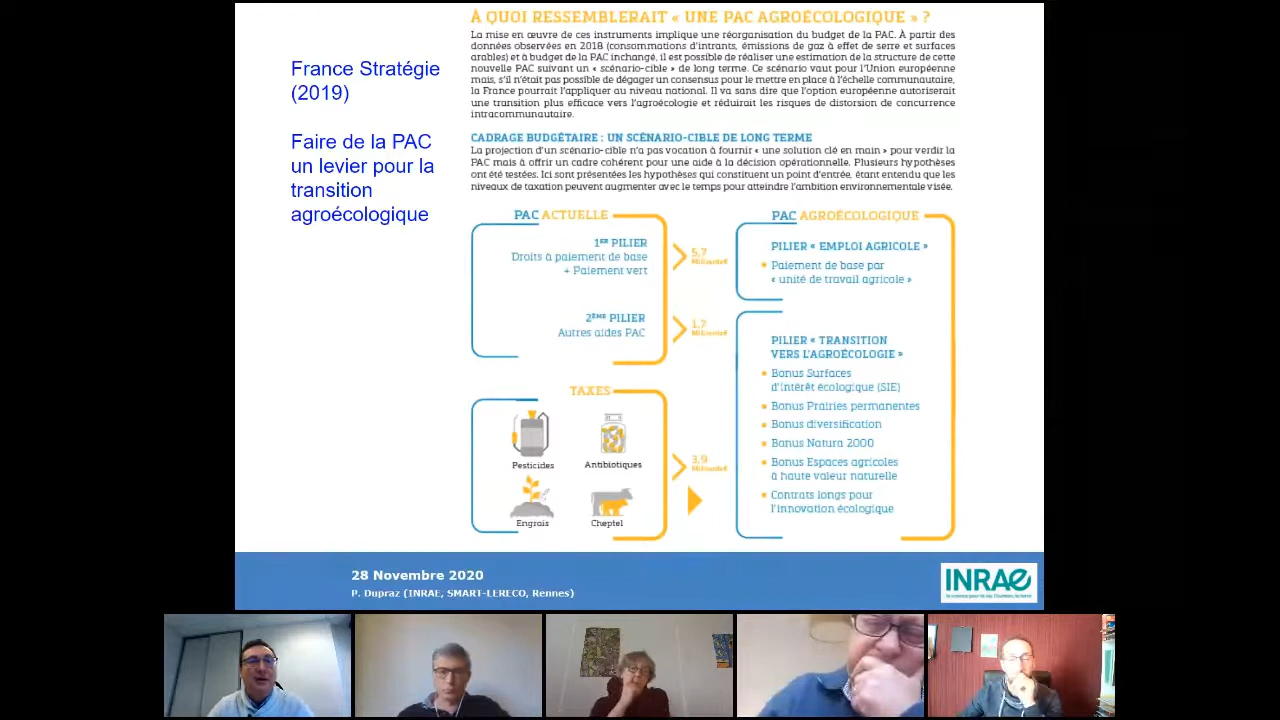 France Stratégie
(2019)
Faire de la PAC
un levier pour la
transition
agroécologique
À QUOI RESSEMBLERAIT « UNE PAC AGROÉCOLOGIQUE » ?
La mise en œuvre de ces instruments implique une réorganisation du budget de la PAC. À partir des
données observées en 2018 (consommations d'intrants, émissions de gaz à effet de serre et surfaces
arables) et à budget de la PAC inchangé, il est possible de réaliser une estimation de la structure de cette
nouvelle PAC suivant un « scénario-cible » de long terme. Ce scénario vaut pour l'Union européenne
mais, s'il n'était pas possible de dégager un consensus pour le mettre en place à l'échelle communautaire,
la France pourrait l'appliquer au niveau national. Il va sans dire que l'option européenne autoriserait
une transition plus efficace vers l'agroécologie et réduirait les risques de distorsion de concurrence
intracommunautaire.
CADRAGE BUDGÉTAIRE : UN SCÉNARIO-CIBLE DE LONG TERME
La projection d'un scénario-cible n'a pas vocation à fournir « une solution clé en main » pour verdir la
PAC mais à offrir un cadre cohérent pour une aide à la décision opérationnelle. Plusieurs hypothèses
ont été testées. Ici sont présentées les hypothèses qui constituent un point d'entrée, étant entendu que les
niveaux de taxation peuvent augmenter avec le temps pour atteindre l'ambition environnementale visée.
PAC ACTUELLE
1ER PILIER
Droits à paiement de base
+ Paiement vert
5,7
Milliards€
2ÈME PILIER
Autres aides PAC
1,7
Milliards€
TAXES
Pesticides
Antibiotiques
Engrais
Cheptel
3,9
Milliards€
PAC AGROÉCOLOGIQUE
PILIER « EMPLOI AGRICOLE »
Paiement de base par
« unité de travail agricole »
PILIER « TRANSITION
VERS L'AGROÉCOLOGIE »
Bonus Surfaces
d'intérêt écologique (SIE)
Bonus Prairies permanentes
Bonus diversification
Bonus Natura 2000
Bonus Espaces agricoles
à haute valeur naturelle
Contrats longs pour
l'innovation écologique
28 Novembre 2020
P. Dupraz (INRAE, SMART-LERECO, Rennes)
INRAE